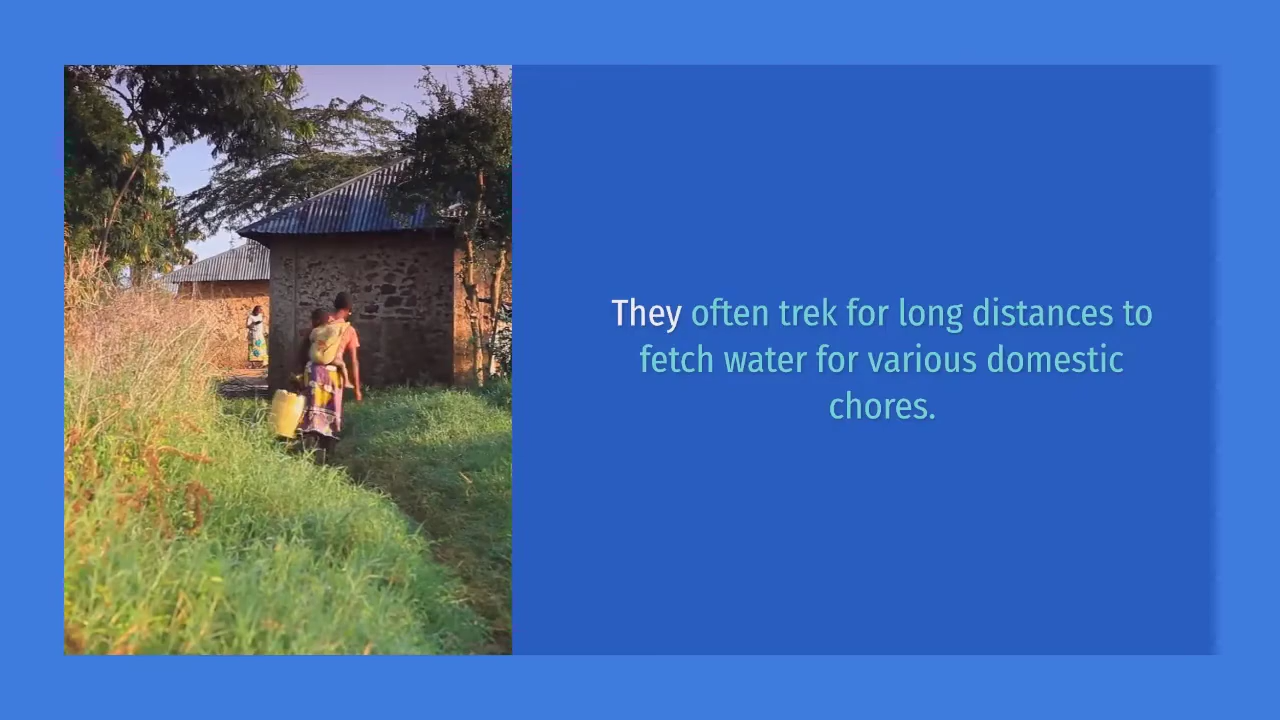 They often trek for long distances to
fetch water for various domestic
chores.